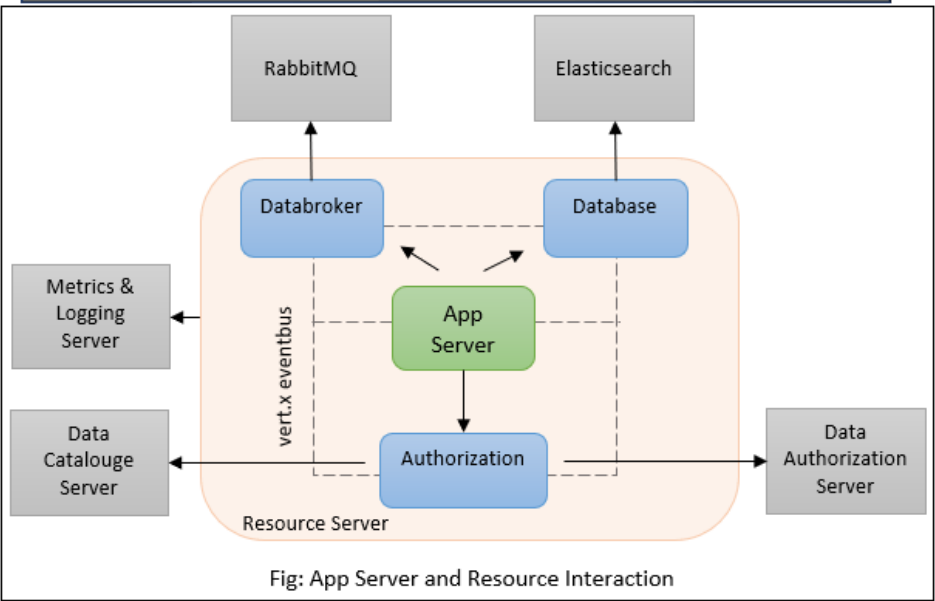 RabbitMQ
Elasticsearch
Databroker
Database
Metrics &
Logging
Server
App
Server
vert.x eventbus
Data
Catalouge
Server
Authorization
Data
Authorization
Server
Resource Server
Fig: App Server and Resource Interaction